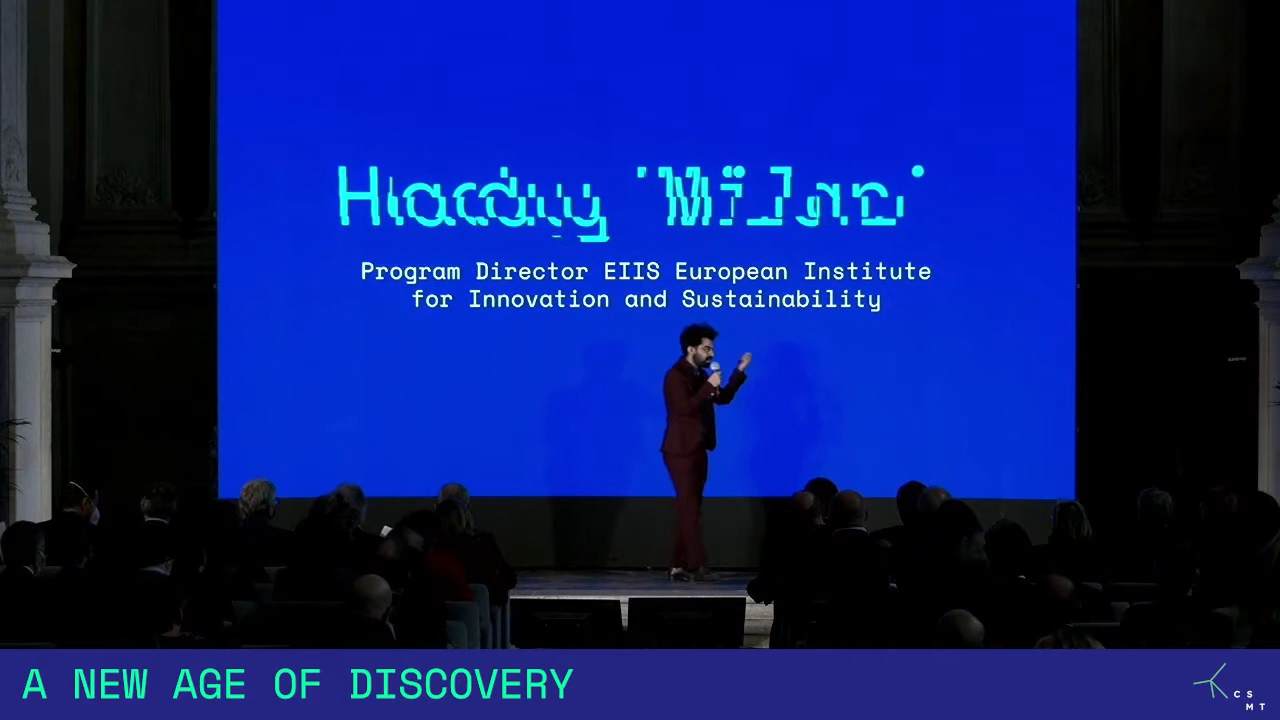 Program Director EIIS European Institute
for Innovation and Sustainability
A NEW AGE OF DISCOVERY
CS
MT